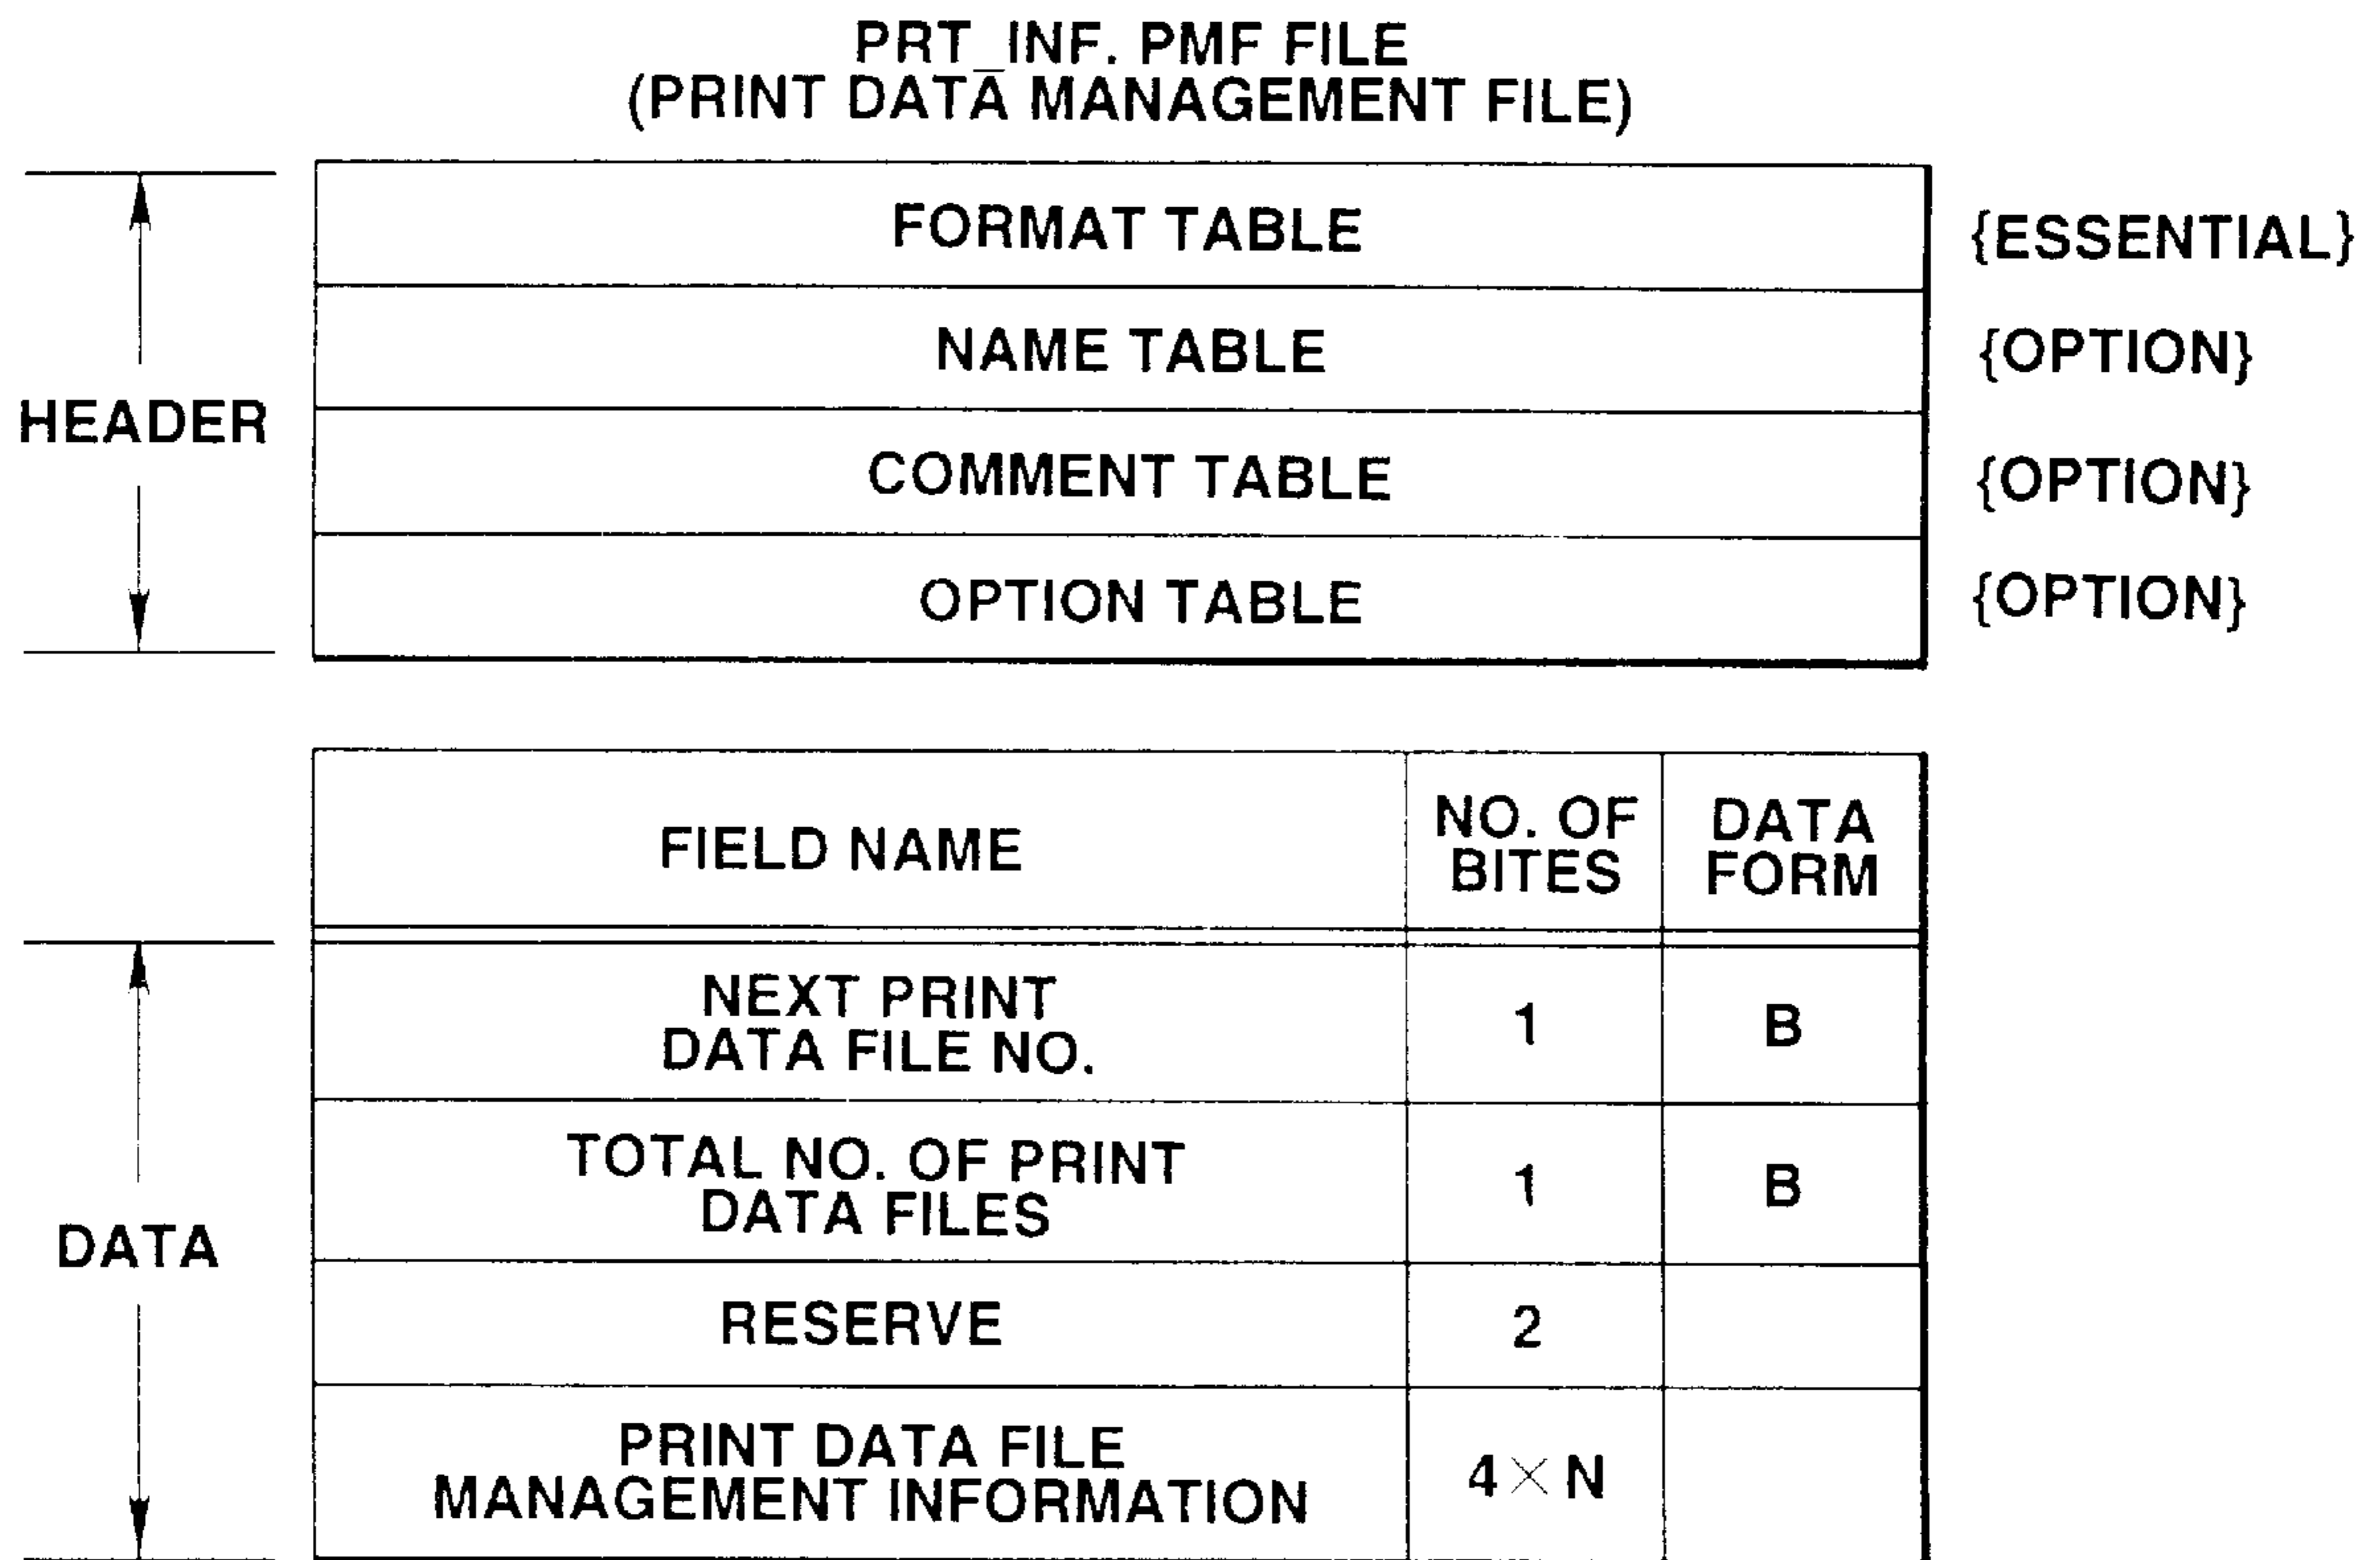 PRT_INF. PMF FILE
(PRINT DATA MANAGEMENT FILE)
HEADER
FORMAT TABLE {ESSENTIAL}
NAME TABLE {OPTION}
COMMENT TABLE {OPTION}
OPTION TABLE {OPTION}
FIELD NAME
NO. OF
BITES
DATA
FORM
DATA
NEXT PRINT
DATA FILE NO.
1
B
TOTAL NO. OF PRINT
DATA FILES
1
B
RESERVE
2
PRINT DATA FILE
MANAGEMENT INFORMATION
4×N